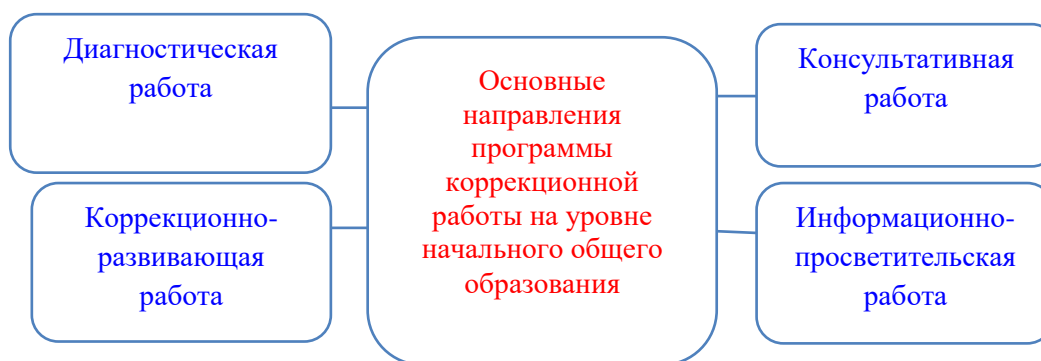 Диагностическая
работа
Коррекционно-
развивающая
работа
Основные
направления
программы
коррекционной
работы на уровне
начального общего
образования
Консультативная
работа
Информационно-
просветительская
работа